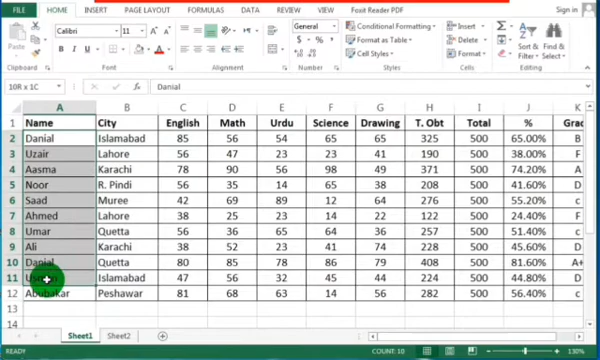 FILE HOME INSERT PAGE LAYOUT FORMULAS DATA REVIEW VIEW Foxit Reader PDF Sign in
Calibri 11 General Conditional Formatting Insert
Paste B I U $ % Format as Table Delete Sort & Filter Find & Select
Cell Styles Format
Clipboard Font Alignment Number Styles Cells Editing
10R x 1C Danial
A B C D E F G H I J K
1 Name City English Math Urdu Science Drawing T. Obt Total % Grad
2 Danial Islamabad 85 56 54 65 65 325 500 65.00% B
3 Uzair Lahore 56 47 23 23 41 190 500 38.00% F
4 Aasma Karachi 78 90 56 98 49 371 500 74.20% A
5 Noor R. Pindi 56 35 14 65 38 208 500 41.60% D
6 Saad Muree 42 69 89 12 64 276 500 55.20% c
7 Ahmed Lahore 38 25 23 14 22 122 500 24.40% F
8 Umar Quetta 56 36 65 64 36 257 500 51.40% c
9 Ali Karachi 38 52 23 41 74 228 500 45.60% D
10 Danial Quetta 80 85 78 86 79 408 500 81.60% A+
11 Islamabad 47 56 32 45 44 224 500 44.80% D
12 Abubakar Peshawar 81 68 63 14 56 282 500 56.40% c
13
14
Sheet1 Sheet2
READY COUNT: 10 130%